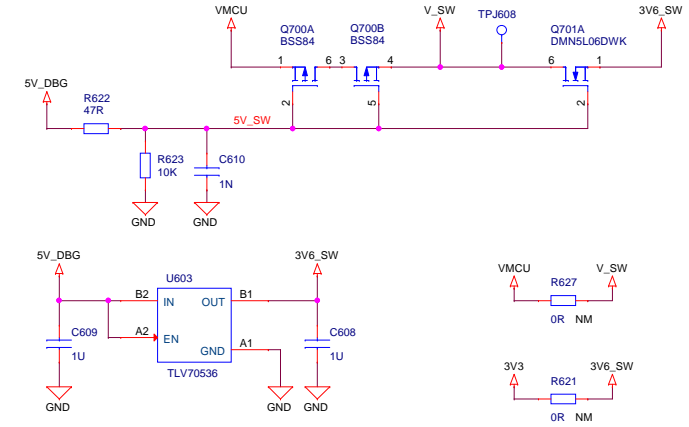 VMCU
V_SW
TPJ608
3V6_SW
Q700A
BSS84
Q700B
BSS84
Q701A
DMN5L06DWK
1
6
3
4
6
1
2
5
2
5V_DBG
R622
47R
5V_SW
R623
10K
C610
1N
GND
GND
5V_DBG
U603
3V6_SW
B2
IN
OUT
B1
A2
EN
GND
A1
C609
1U
C608
1U
TLV70536
GND
GND
GND
VMCU
V_SW
R627
0R NM
3V3
3V6_SW
R621
0R NM